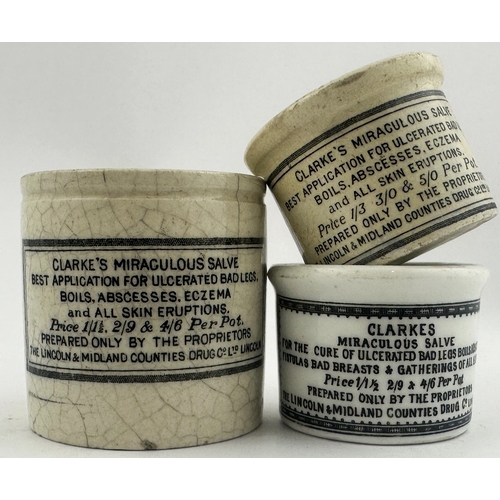 CLARKE'S MIRACULOUS SALVE
BEST APPLICATION FOR ULCERATED BAD LEGS,
BOILS, ABSCESSES, ECZEMA
and ALL SKIN ERUPTIONS.
Price 1/1½, 2/9 & 4/6 Per Pot.
PREPARED ONLY BY THE PROPRIETORS
THE LINCOLN & MIDLAND COUNTIES DRUG Co LTD LINCOLN
CLARKE'S MIRACULOUS SALVE
BEST APPLICATION FOR ULCERATED BAD
BOILS, ABSCESSES, ECZEMA
and ALL SKIN ERUPTIONS.
Price 1/3 3/0 & 5/0 Per Pot.
PREPARED ONLY BY THE PROPRIETORS
LINCOLN & MIDLAND COUNTIES DRUG Co LTD
CLARKES
MIRACULOUS SALVE
FOR THE CURE OF ULCERATED BAD LEGS BOILS
FISTULAS BAD BREASTS & GATHERINGS OF ALL
Price 1/1½ 2/9 & 4/6 Per Pot
PREPARED ONLY BY THE PROPRIETORS
THE LINCOLN & MIDLAND COUNTIES DRUG Co